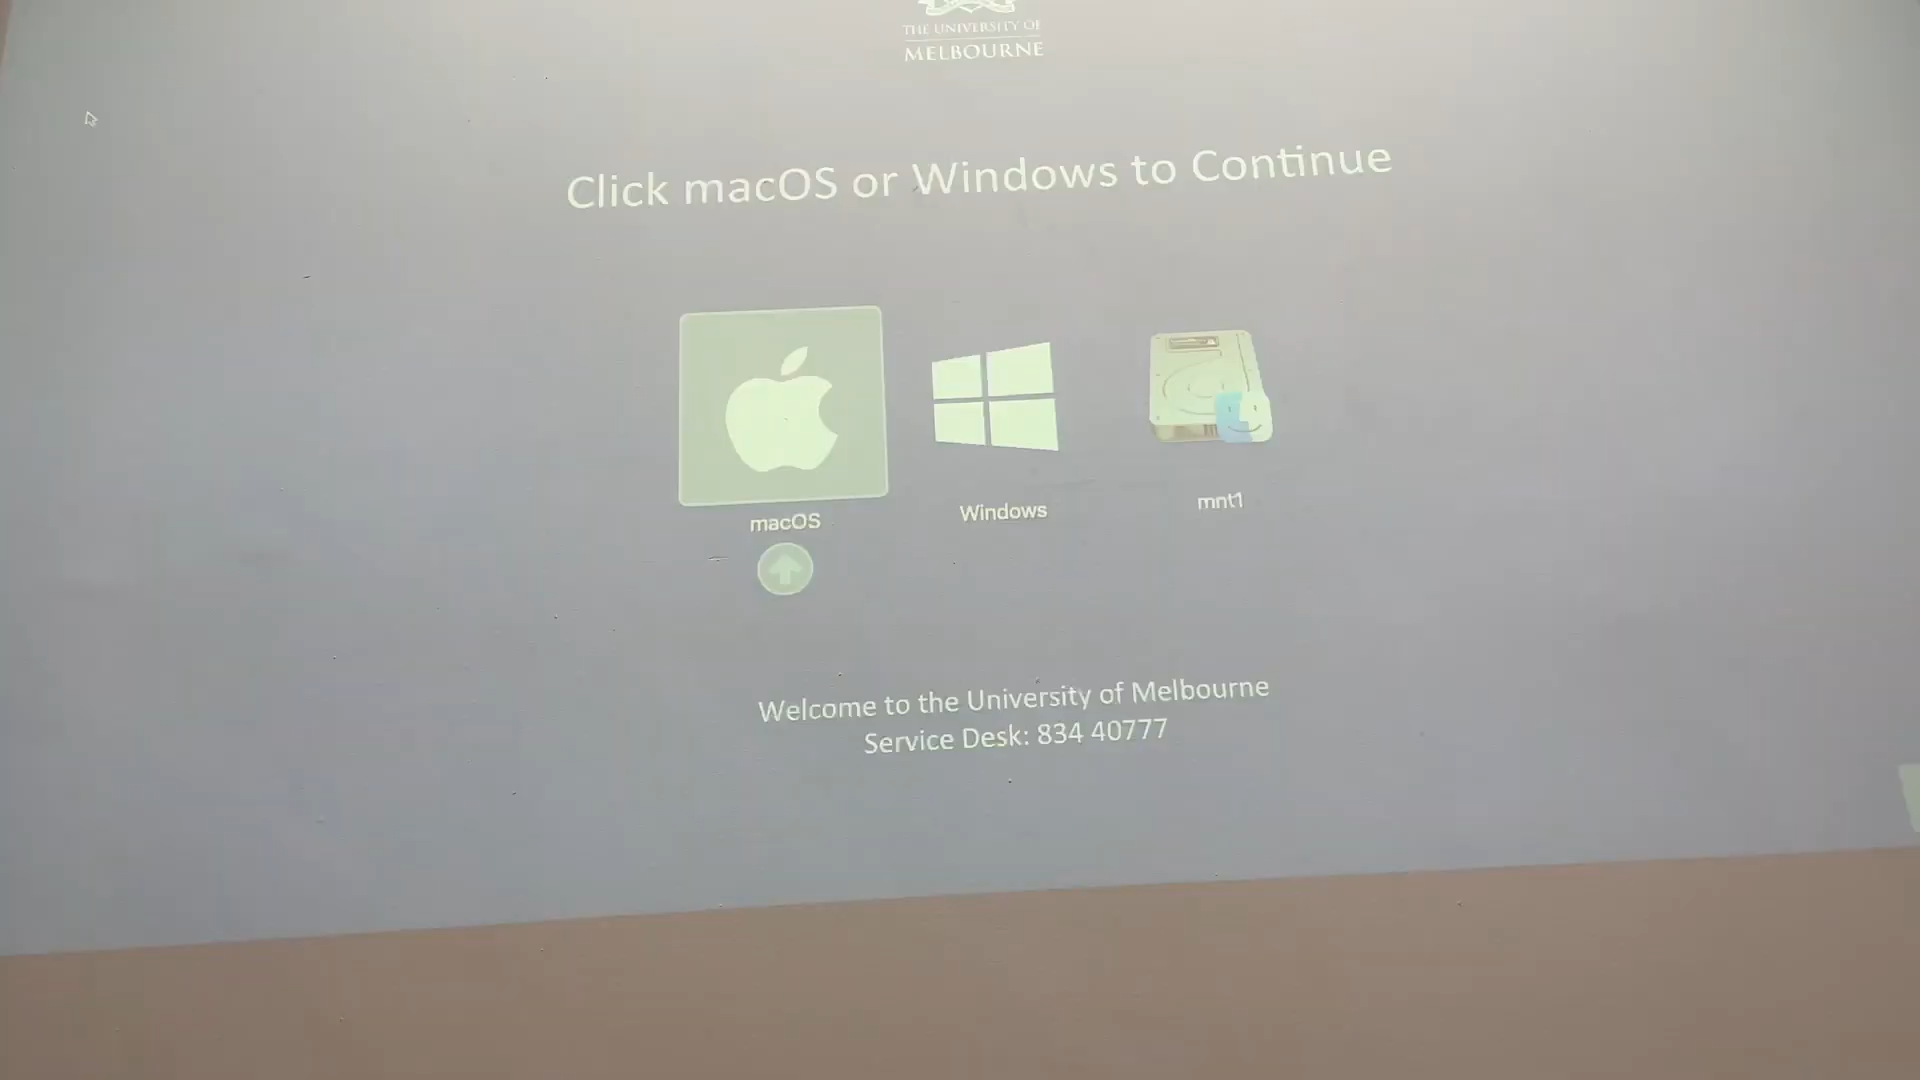 THE UNIVERSITY OF
MELBOURNE
Click macOS or Windows to Continue
macOS
Windows
mnt1
Welcome to the University of Melbourne
Service Desk: 834 40777